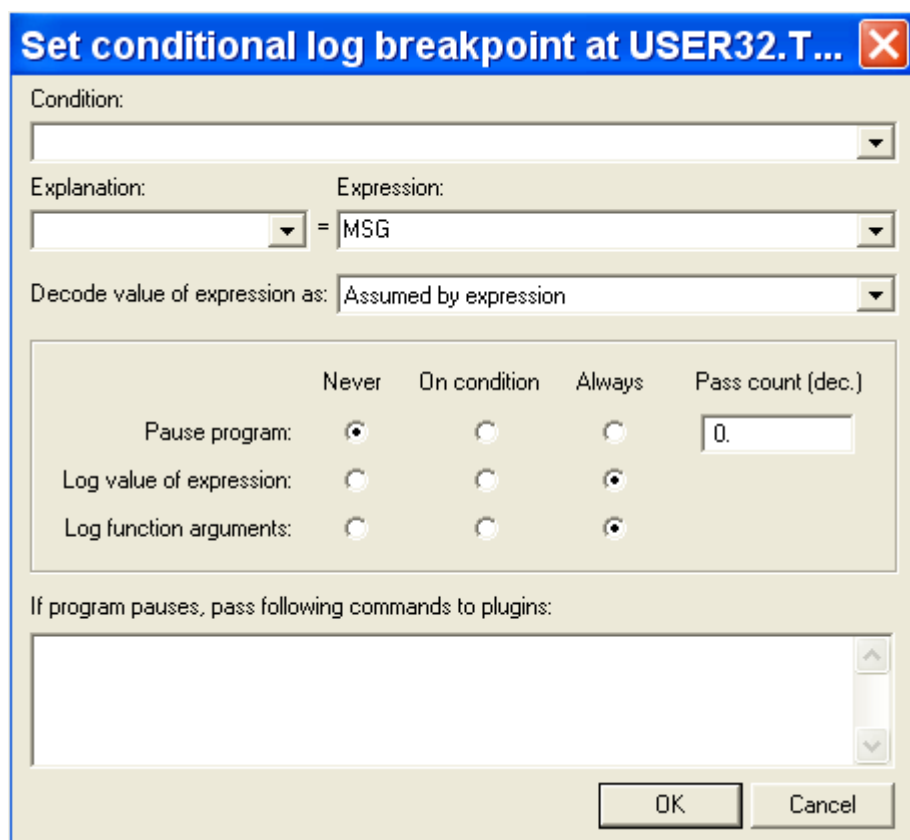 Set conditional log breakpoint at USER32.T...
Condition:
Explanation: Expression:
= MSG
Decode value of expression as: Assumed by expression
Never On condition Always Pass count (dec.)
Pause program: 0.
Log value of expression:
Log function arguments:
If program pauses, pass following commands to plugins:
OK Cancel